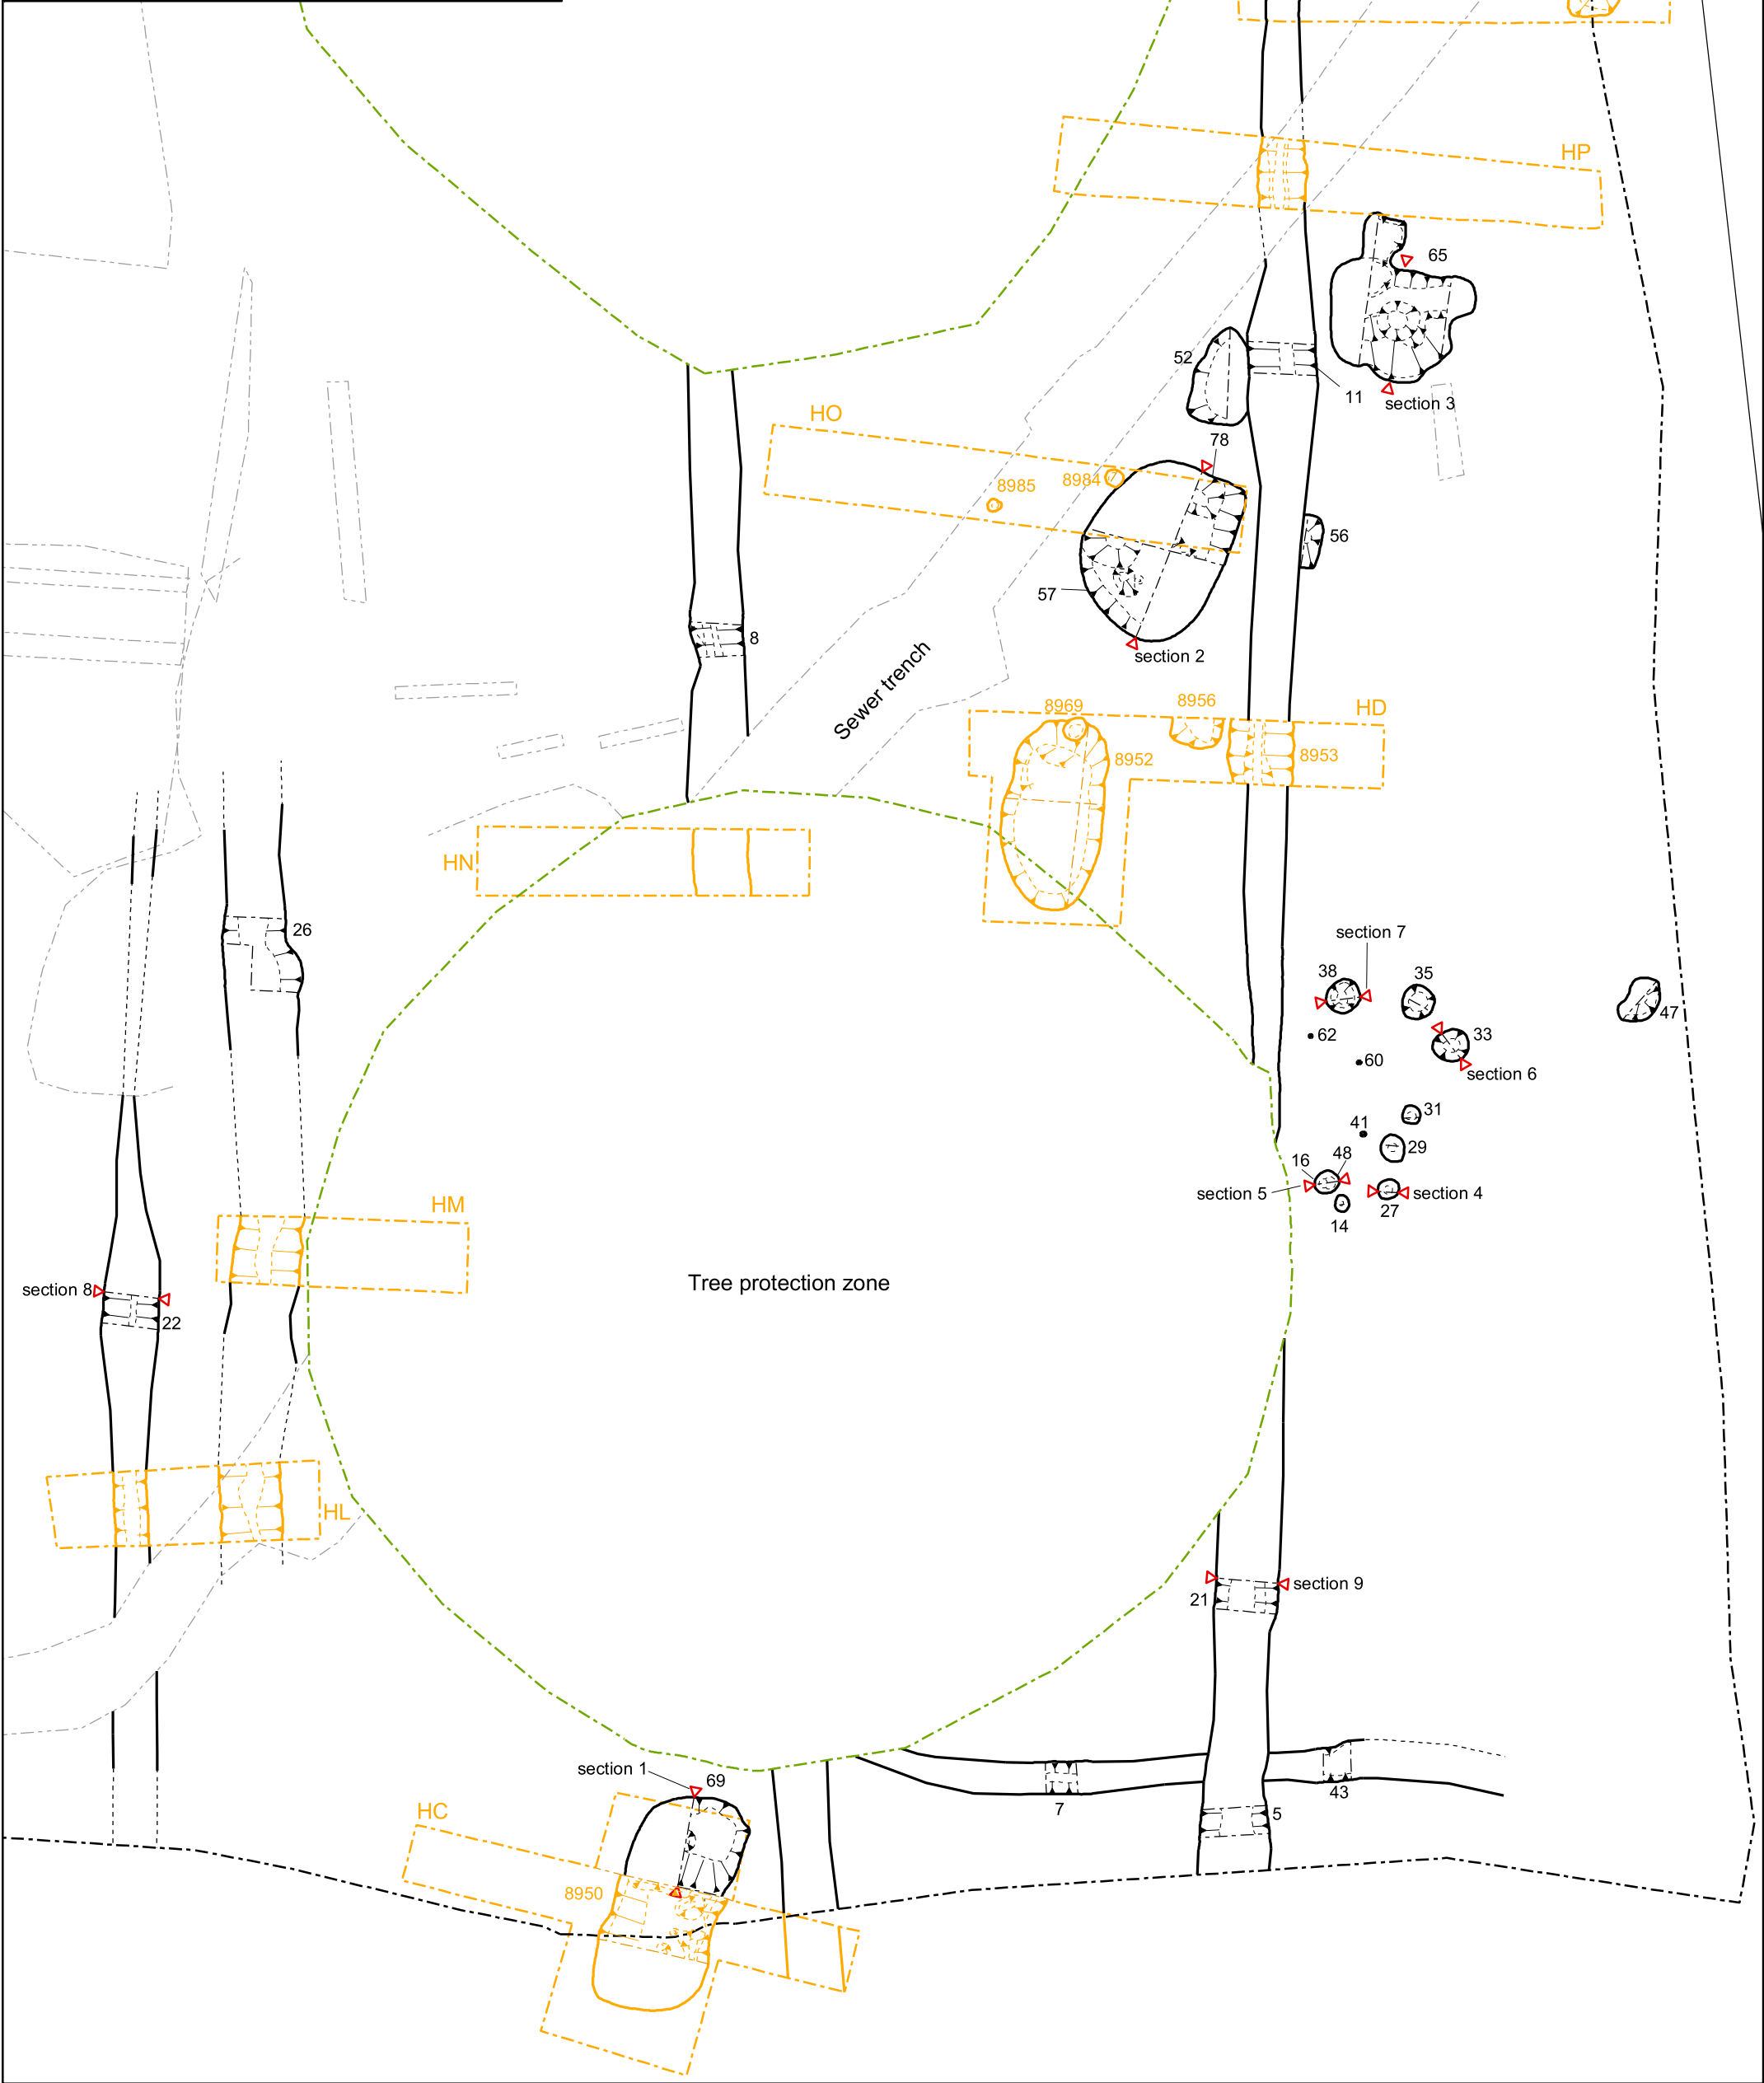 HP
65
52
11
section 3
HO
78
8985
8984
56
57
8
section 2
Sewer trench
8969
8956
HD
8952
8953
HN
26
section 7
38
35
47
62
33
60
section 6
31
41
29
16
48
section 5
section 4
27
14
HM
Tree protection zone
section 8
22
HL
section 9
21
section 1
69
HC
7
43
5
8950